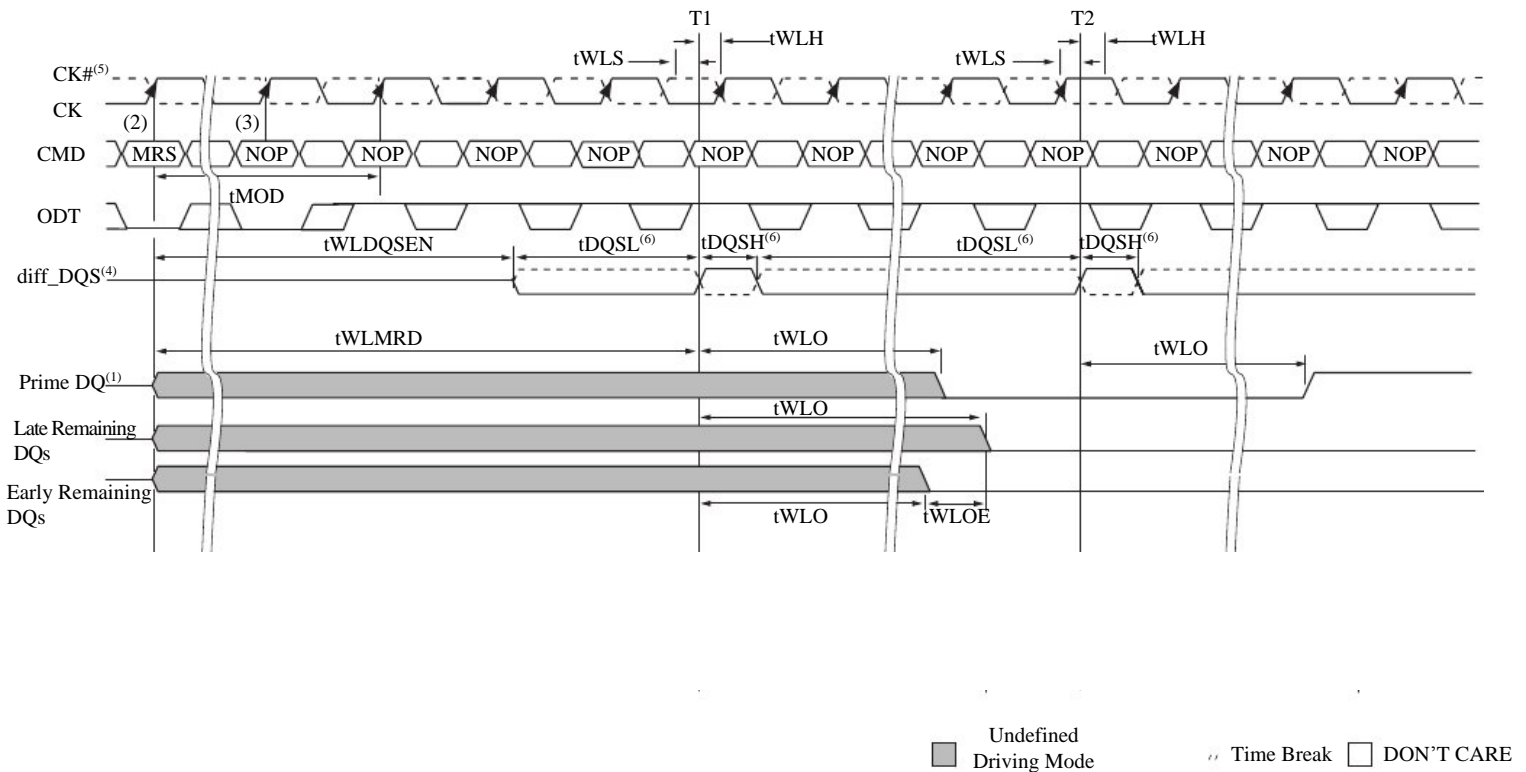 T1
T2
tWLH
tWLH
tWLS
tWLS
CK#(5)
CK
(2)
(3)
CMD
MRS
NOP
NOP
NOP
NOP
NOP
NOP
NOP
NOP
NOP
NOP
NOP
tMOD
ODT
tWLDQSEN
tDQSL(6)
tDQSH(6)
tDQSL(6)
tDQSH(6)
diff_DQS(4)
tWLMRD
tWLO
tWLO
Prime DQ(1)
tWLO
Late Remaining
DQs
Early Remaining
DQs
tWLO
tWLOE
Undefined
Driving Mode
Time Break
DON'T CARE